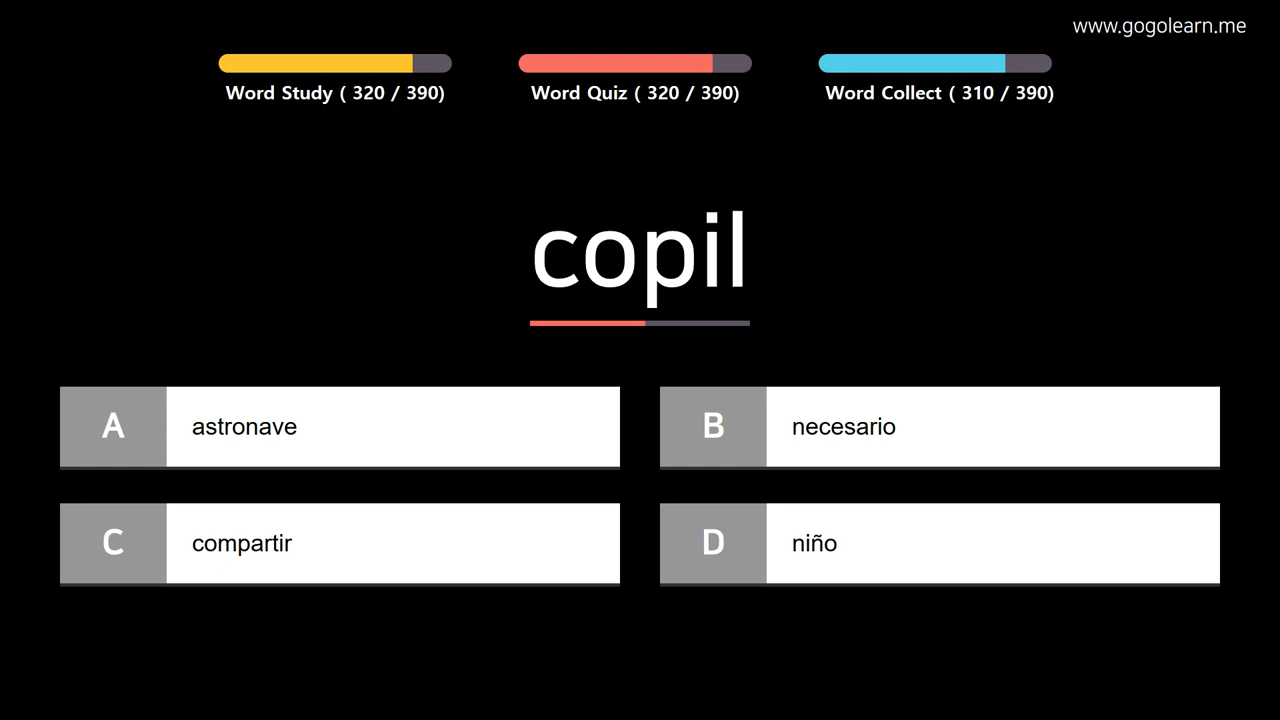 www.gogolearn.me
Word Study ( 320 / 390)
Word Quiz ( 320 / 390)
Word Collect ( 310 / 390)
copil
A astronave
B necesario
C compartir
D niño